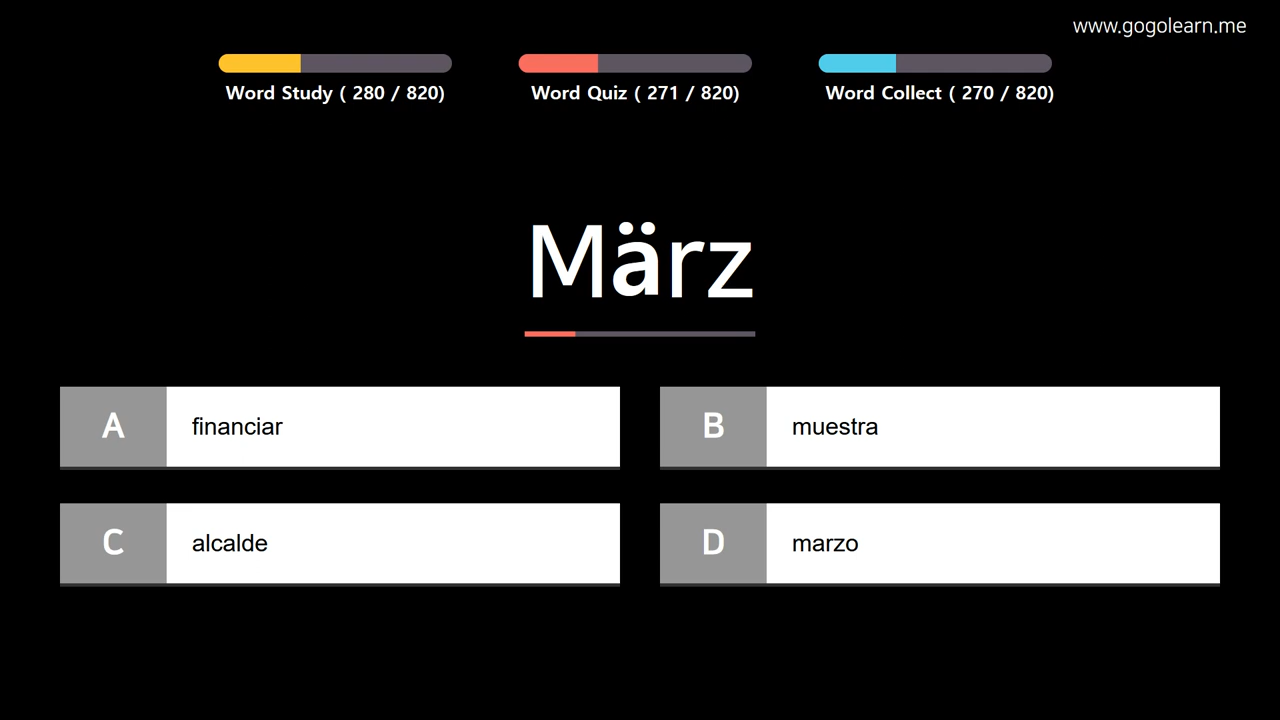 www.gogolearn.me
Word Study ( 280 / 820)
Word Quiz ( 271 / 820)
Word Collect ( 270 / 820)
März
A financiar
B muestra
C alcalde
D marzo